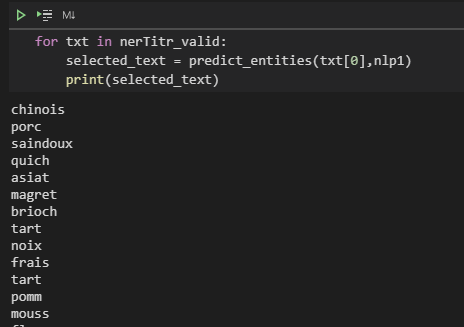 M↓
for txt in nerTitr_valid:
selected_text = predict_entities(txt[0],nlp1)
print(selected_text)
chinois
porc
saindoux
quich
asiat
magret
brioch
tart
noix
frais
tart
pomm
mouss